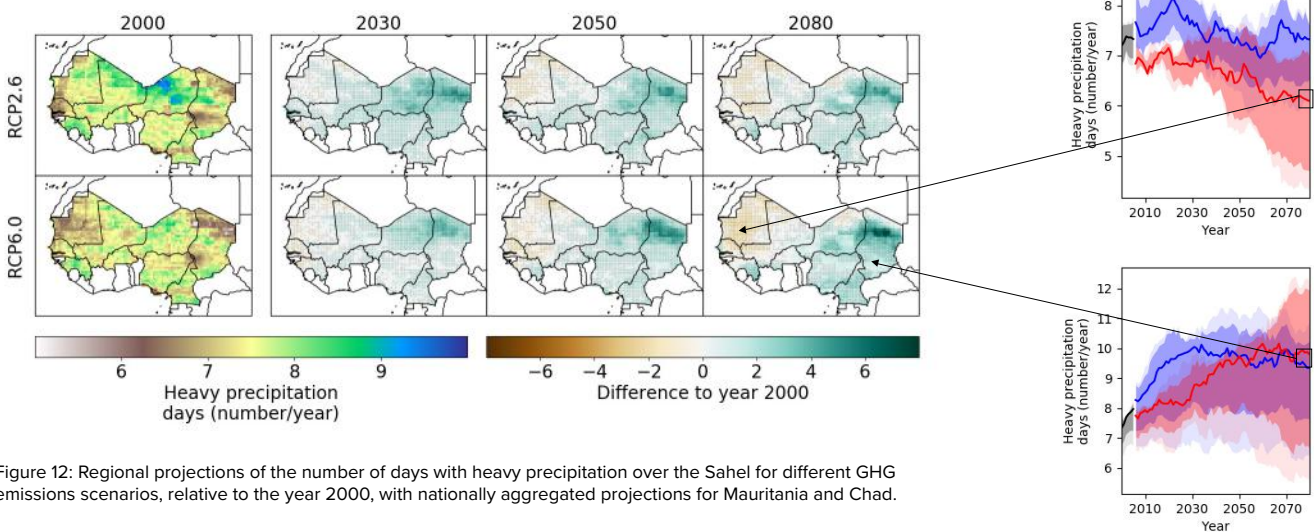 2000
2030
2050
2080
RCP2.6
RCP6.0
6 7 8 9
Heavy precipitation
days (number/year)
−6 −4 −2 0 2 4 6
Difference to year 2000
8
7
6
5
Heavy precipitation
days (number/year)
2010 2030 2050 2070
Year
12
11
10
9
8
7
6
Heavy precipitation
days (number/year)
2010 2030 2050 2070
Year
Figure 12: Regional projections of the number of days with heavy precipitation over the Sahel for different GHG
emissions scenarios, relative to the year 2000, with nationally aggregated projections for Mauritania and Chad.